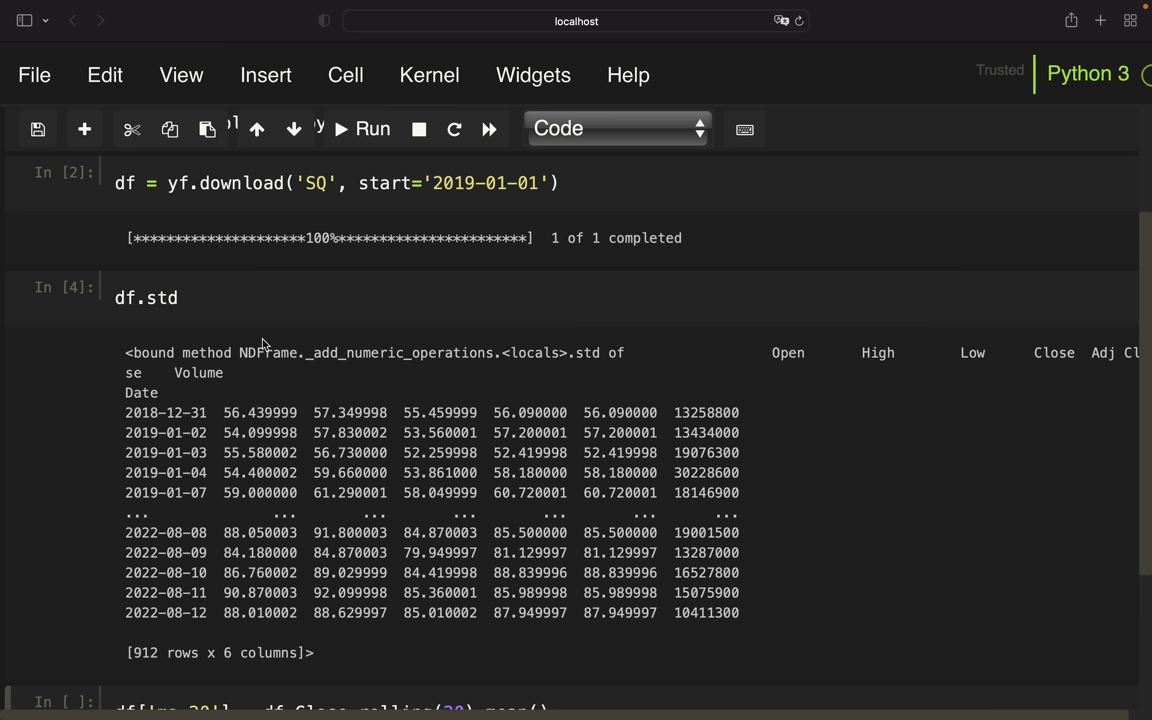 localhost
File Edit View Insert Cell Kernel Widgets Help Trusted Python 3
Run Code
In [2]: df = yf.download('SQ', start='2019-01-01')
[*********************100%***********************] 1 of 1 completed
In [4]: df.std
<bound method NDFrame._add_numeric_operations.<locals>.std of Open High Low Close Adj Cl
se Volume
Date
2018-12-31 56.439999 57.349998 55.459999 56.090000 56.090000 13258800
2019-01-02 54.099998 57.830002 53.560001 57.200001 57.200001 13434000
2019-01-03 55.580002 56.730000 52.259998 52.419998 52.419998 19076300
2019-01-04 54.400002 59.660000 53.861000 58.180000 58.180000 30228600
2019-01-07 59.000000 61.290001 58.049999 60.720001 60.720001 18146900
... ... ... ... ... ... ...
2022-08-08 88.050003 91.800003 84.870003 85.500000 85.500000 19001500
2022-08-09 84.180000 84.870003 79.949997 81.129997 81.129997 13287000
2022-08-10 86.760002 89.029999 84.419998 88.839996 88.839996 16527800
2022-08-11 90.870003 92.099998 85.360001 85.989998 85.989998 15075900
2022-08-12 88.010002 88.629997 85.010002 87.949997 87.949997 10411300
[912 rows x 6 columns]>
In [ ]: df['ma_20'] = df.Close.rolling(20).mean()